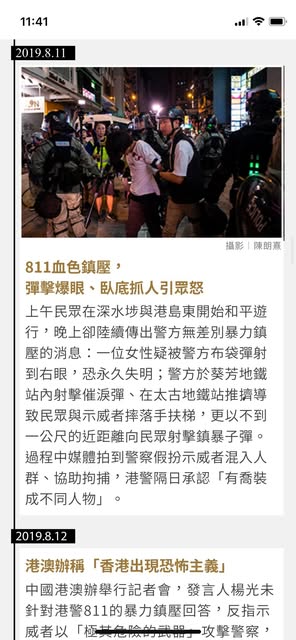 11:41
2019.8.11
攝影｜陳朗熹
811血色鎮壓，
彈擊爆眼、臥底抓人引眾怒
上午民眾在深水埗與港島東開始和平遊
行，晚上卻陸續傳出警方無差別暴力鎮
壓的消息：一位女性疑被警方布袋彈射
到右眼，恐永久失明；警方於葵芳地鐵
站內射擊催淚彈、在太古地鐵站推擠導
致民眾與示威者摔落手扶梯，更以不到
一公尺的近距離向民眾射擊鎮暴子彈。
過程中媒體拍到警察假扮示威者混入人
群、協助拘捕，港警隔日承認「有喬裝
成不同人物」。
2019.8.12
港澳辦稱「香港出現恐怖主義」
中國港澳辦舉行記者會，發言人楊光未
針對港警811的暴力鎮壓回答，反指示
威者以「極其危險的武器」攻擊警察，